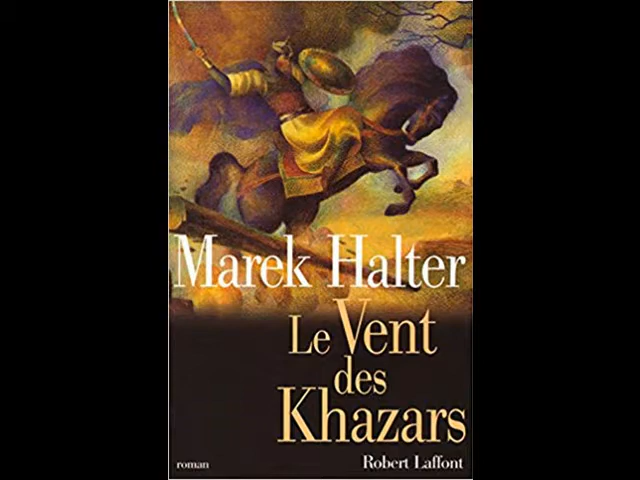 Marek Halter
Le Vent
des
Khazars
roman
Robert Laffont